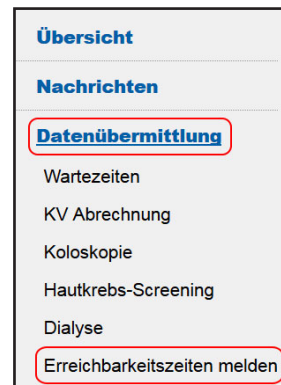 Übersicht
Nachrichten
Datenübermittlung
Wartezeiten
KV Abrechnung
Koloskopie
Hautkrebs-Screening
Dialyse
Erreichbarkeitszeiten melden